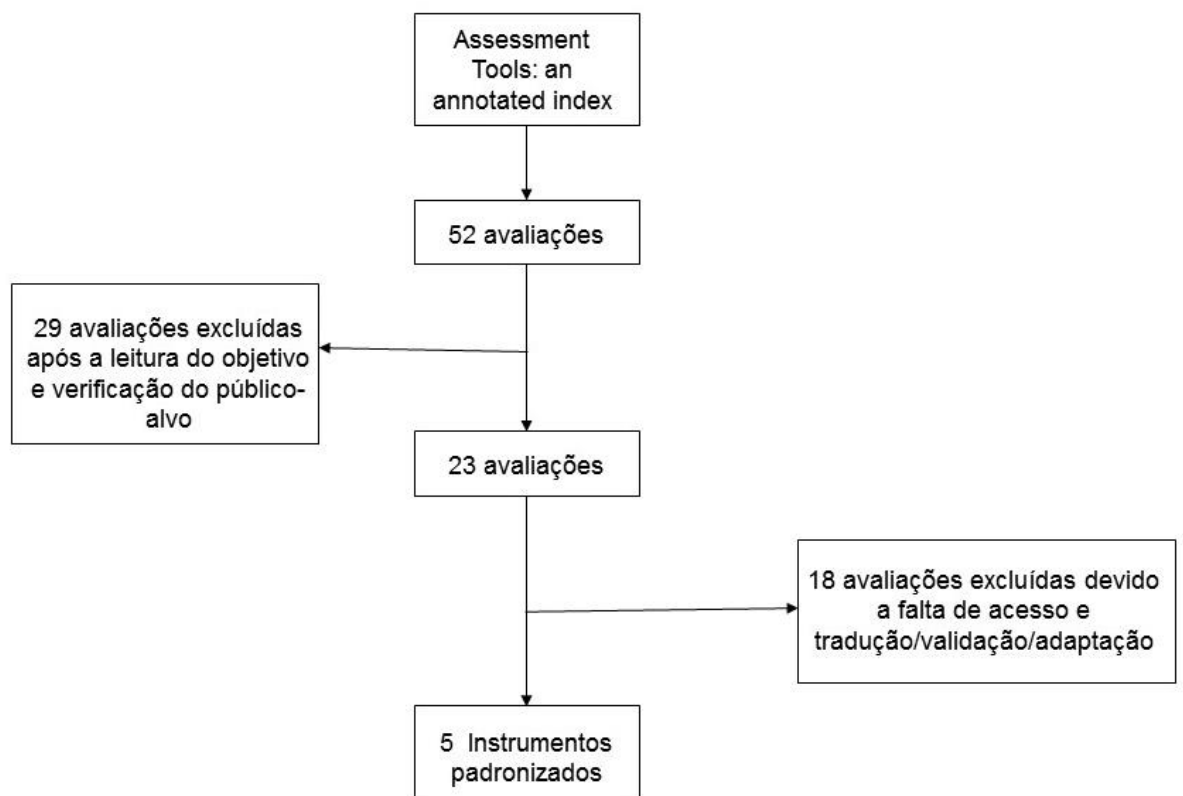 Assessment
Tools: an
annotated index
52 avaliações
29 avaliações excluídas
após a leitura do objetivo
e verificação do público-
alvo
23 avaliações
18 avaliações excluídas devido
a falta de acesso e
tradução/validação/adaptação
5 Instrumentos
padronizados